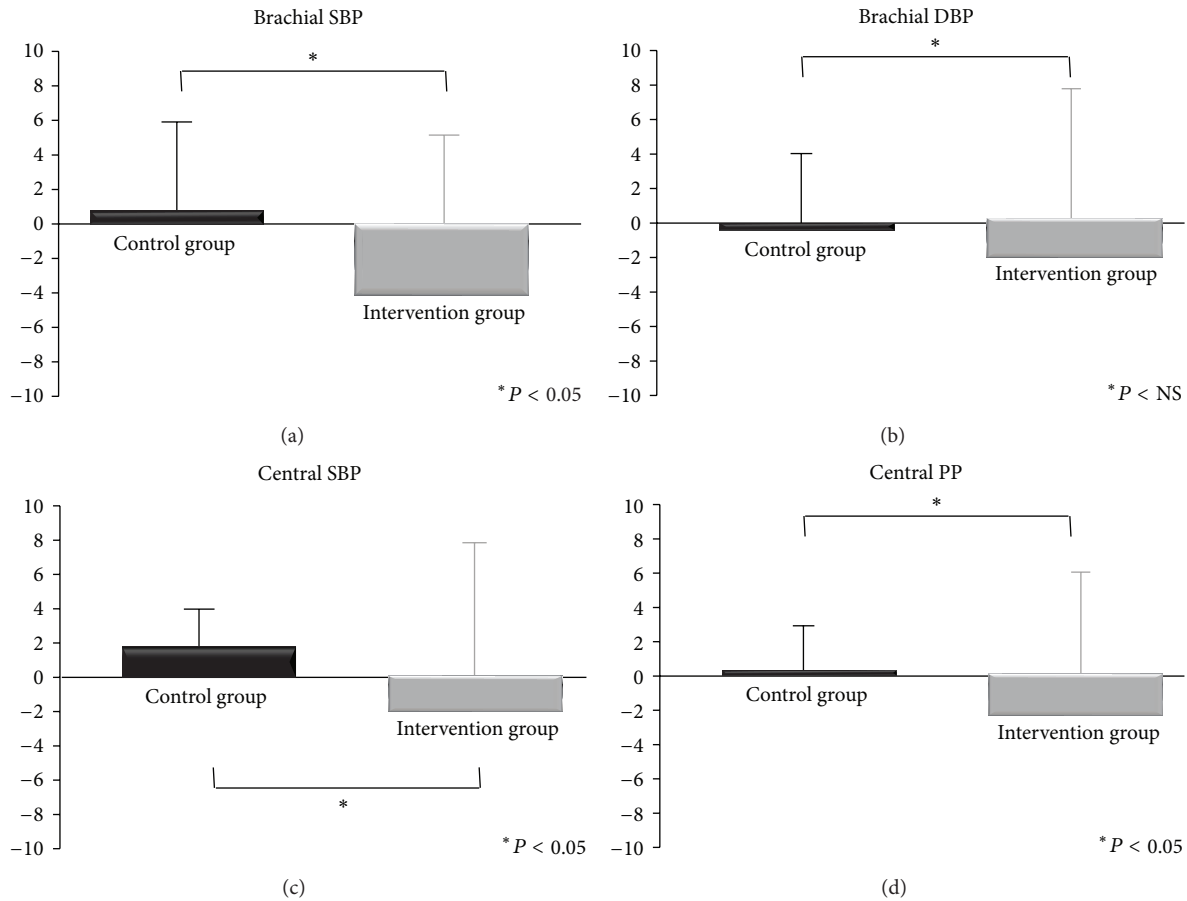 Brachial SBP
10
8
6
4
2
0
−2
−4
−6
−8
−10
*
Control group
Intervention group
* P < 0.05
(a)
Brachial DBP
10
8
6
4
2
0
−2
−4
−6
−8
−10
*
Control group
Intervention group
* P < NS
(b)
Central SBP
10
8
6
4
2
0
−2
−4
−6
−8
−10
Control group
Intervention group
*
* P < 0.05
(c)
Central PP
10
8
6
4
2
0
−2
−4
−6
−8
−10
*
Control group
Intervention group
* P < 0.05
(d)